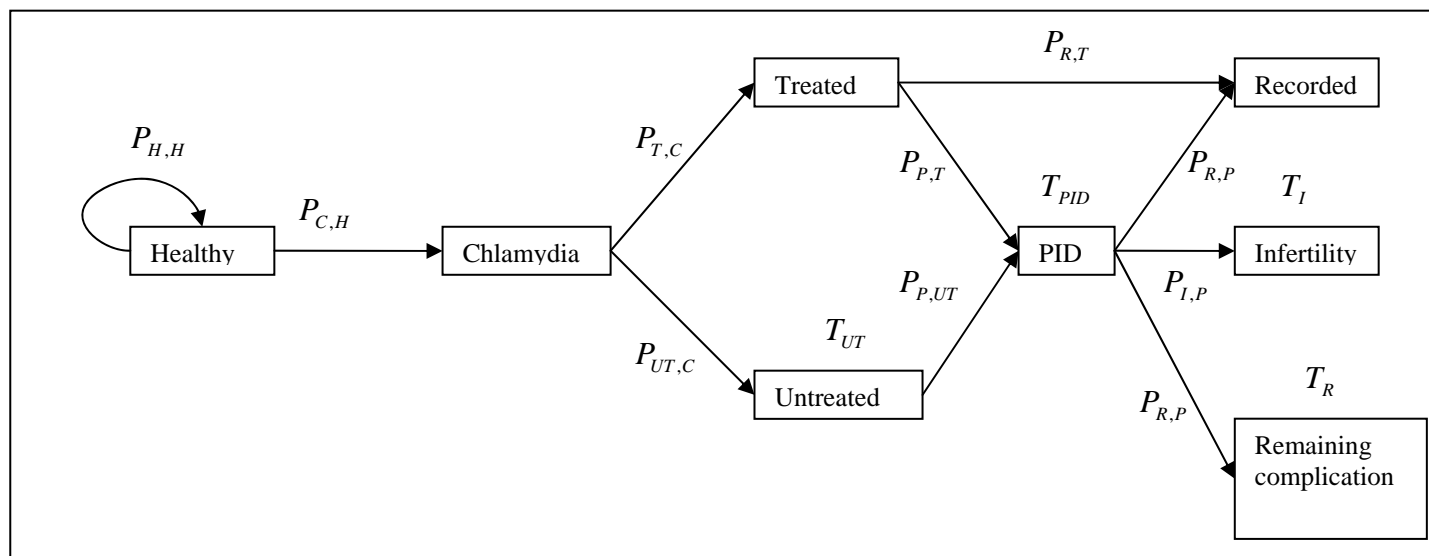 P_{R,T}
Treated
Recorded
P_{H,H}
P_{T,C}
P_{P,T}
P_{R,P}
T_{PID}
T_I
P_{C,H}
Healthy
Chlamydia
PID
Infertility
P_{P,UT}
P_{I,P}
T_{UT}
P_{UT,C}
Untreated
T_R
P_{R,P}
Remaining
complication